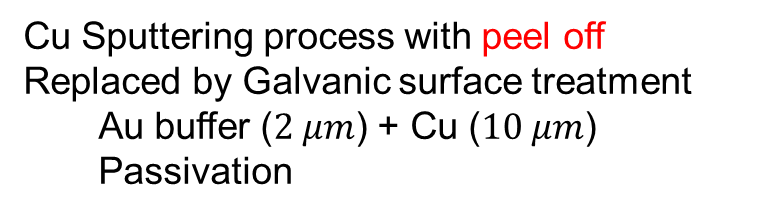 Cu Sputtering process with peel off
Replaced by Galvanic surface treatment
Au buffer (2 μm) + Cu (10 μm)
Passivation